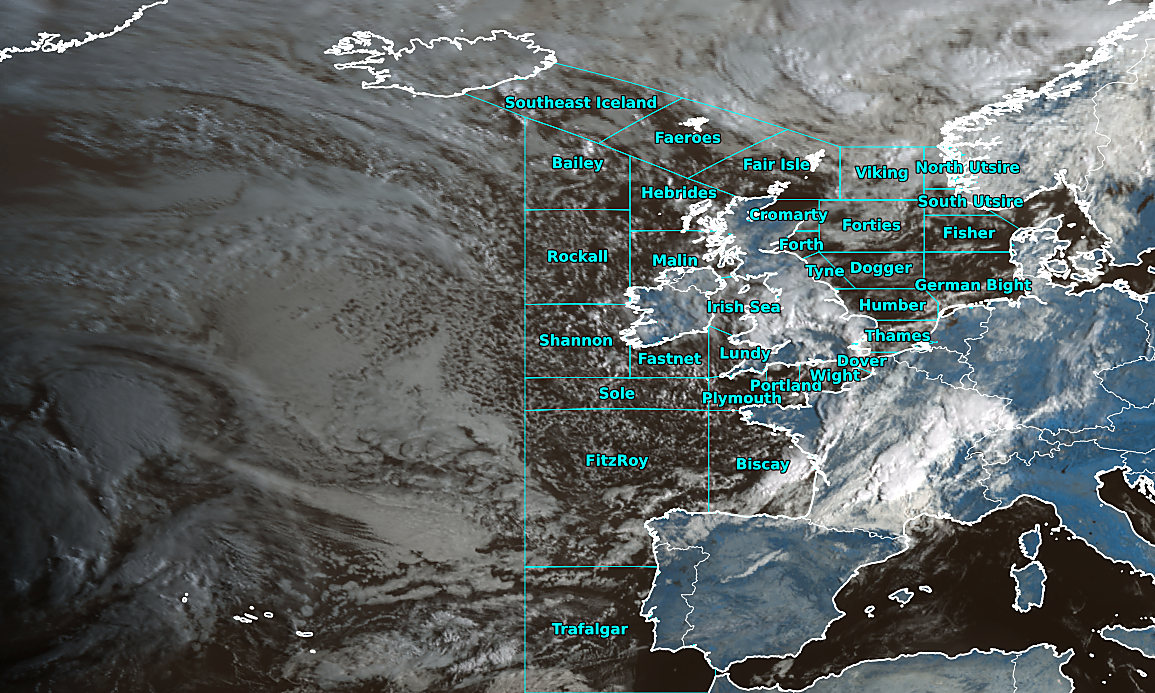 Southeast Iceland
Faeroes
Bailey
Fair Isle
Viking
North Utsire
Hebrides
South Utsire
Cromarty
Forties
Fisher
Forth
Rockall
Malin
Tyne
Dogger
German Bight
Irish Sea
Humber
Thames
Shannon
Fastnet
Lundy
Dover
Wight
Portland
Sole
Plymouth
FitzRoy
Biscay
Trafalgar